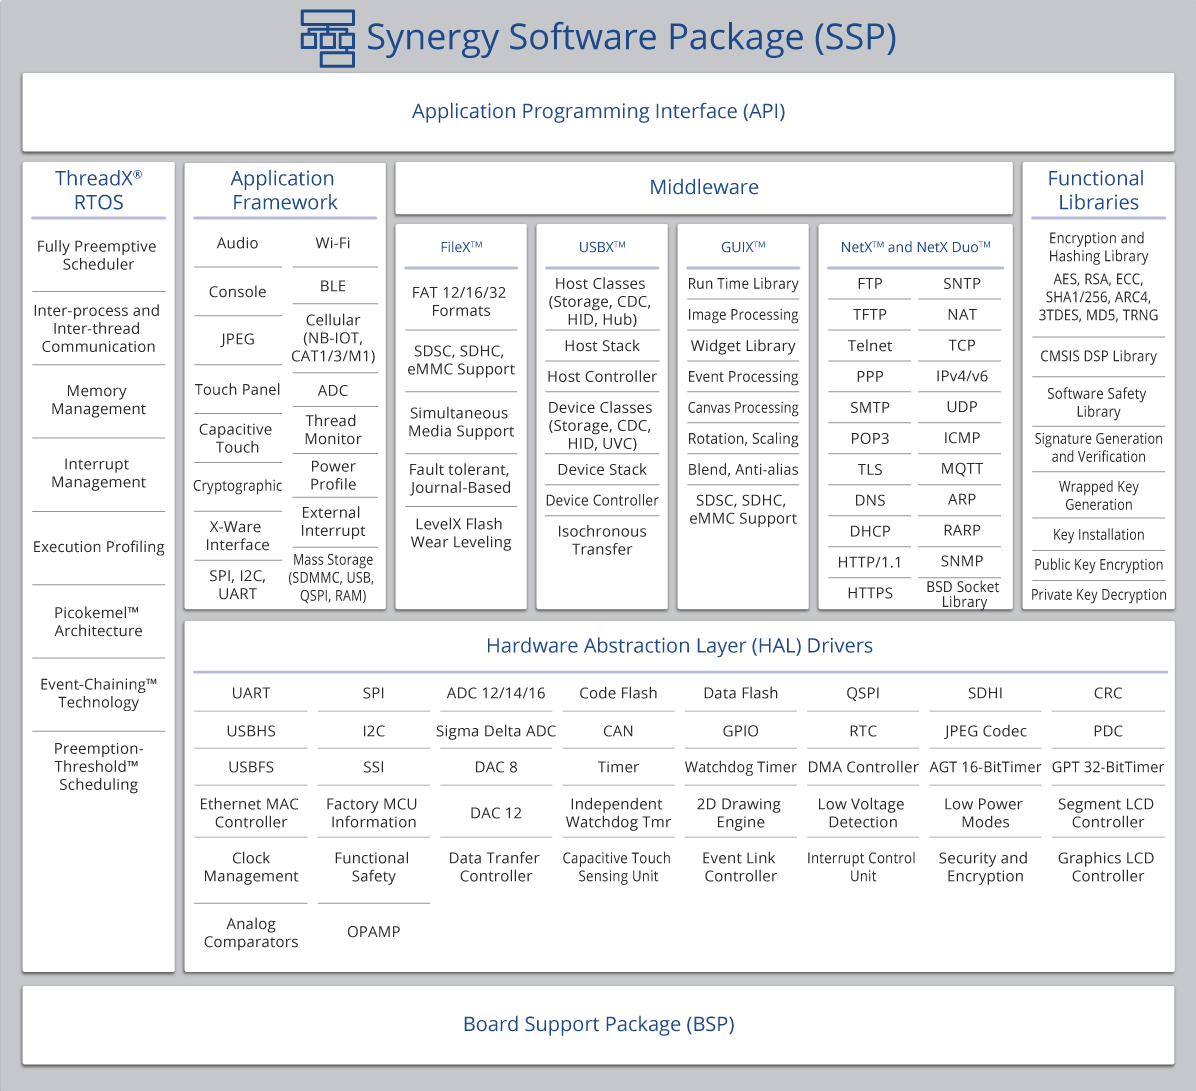 Synergy Software Package (SSP)
Application Programming Interface (API)
ThreadX®
RTOS
Fully Preemptive
Scheduler
Inter-process and
Inter-thread
Communication
Memory
Management
Interrupt
Management
Execution Profiling
Picokemel™
Architecture
Event-Chaining™
Technology
Preemption-
Threshold™
Scheduling
Application
Framework
Audio
Console
JPEG
Touch Panel
Capacitive
Touch
Cryptographic
X-Ware
Interface
SPI, I2C,
UART
Wi-Fi
BLE
Cellular
(NB-IOT,
CAT1/3/M1)
ADC
Thread
Monitor
Power
Profile
External
Interrupt
Mass Storage
(SDMMC, USB,
QSPI, RAM)
Middleware
FileX™
FAT 12/16/32
Formats
SDSC, SDHC,
eMMC Support
Simultaneous
Media Support
Fault tolerant,
Journal-Based
LevelX Flash
Wear Leveling
USBX™
Host Classes
(Storage, CDC,
HID, Hub)
Host Stack
Host Controller
Device Classes
(Storage, CDC,
HID, UVC)
Device Stack
Device Controller
Isochronous
Transfer
GUIX™
Run Time Library
Image Processing
Widget Library
Event Processing
Canvas Processing
Rotation, Scaling
Blend, Anti-alias
SDSC, SDHC,
eMMC Support
NetX™ and NetX Duo™
FTP
TFTP
Telnet
PPP
SMTP
POP3
TLS
DNS
DHCP
HTTP/1.1
HTTPS
SNTP
NAT
TCP
IPv4/v6
UDP
ICMP
MQTT
ARP
RARP
SNMP
BSD Socket
Library
Functional
Libraries
Encryption and
Hashing Library
AES, RSA, ECC,
SHA1/256, ARC4,
3TDES, MD5, TRNG
CMSIS DSP Library
Software Safety
Library
Signature Generation
and Verification
Wrapped Key
Generation
Key Installation
Public Key Encryption
Private Key Decryption
Hardware Abstraction Layer (HAL) Drivers
UART
USBHS
USBFS
Ethernet MAC
Controller
Clock
Management
Analog
Comparators
SPI
I2C
SSI
Factory MCU
Information
Functional
Safety
OPAMP
ADC 12/14/16
Sigma Delta ADC
DAC 8
DAC 12
Data Tranfer
Controller
Code Flash
CAN
Timer
Independent
Watchdog Tmr
Capacitive Touch
Sensing Unit
Data Flash
GPIO
Watchdog Timer
2D Drawing
Engine
Event Link
Controller
QSPI
RTC
DMA Controller
Low Voltage
Detection
Interrupt Control
Unit
SDHI
JPEG Codec
AGT 16-BitTimer
Low Power
Modes
Security and
Encryption
CRC
PDC
GPT 32-BitTimer
Segment LCD
Controller
Graphics LCD
Controller
Board Support Package (BSP)